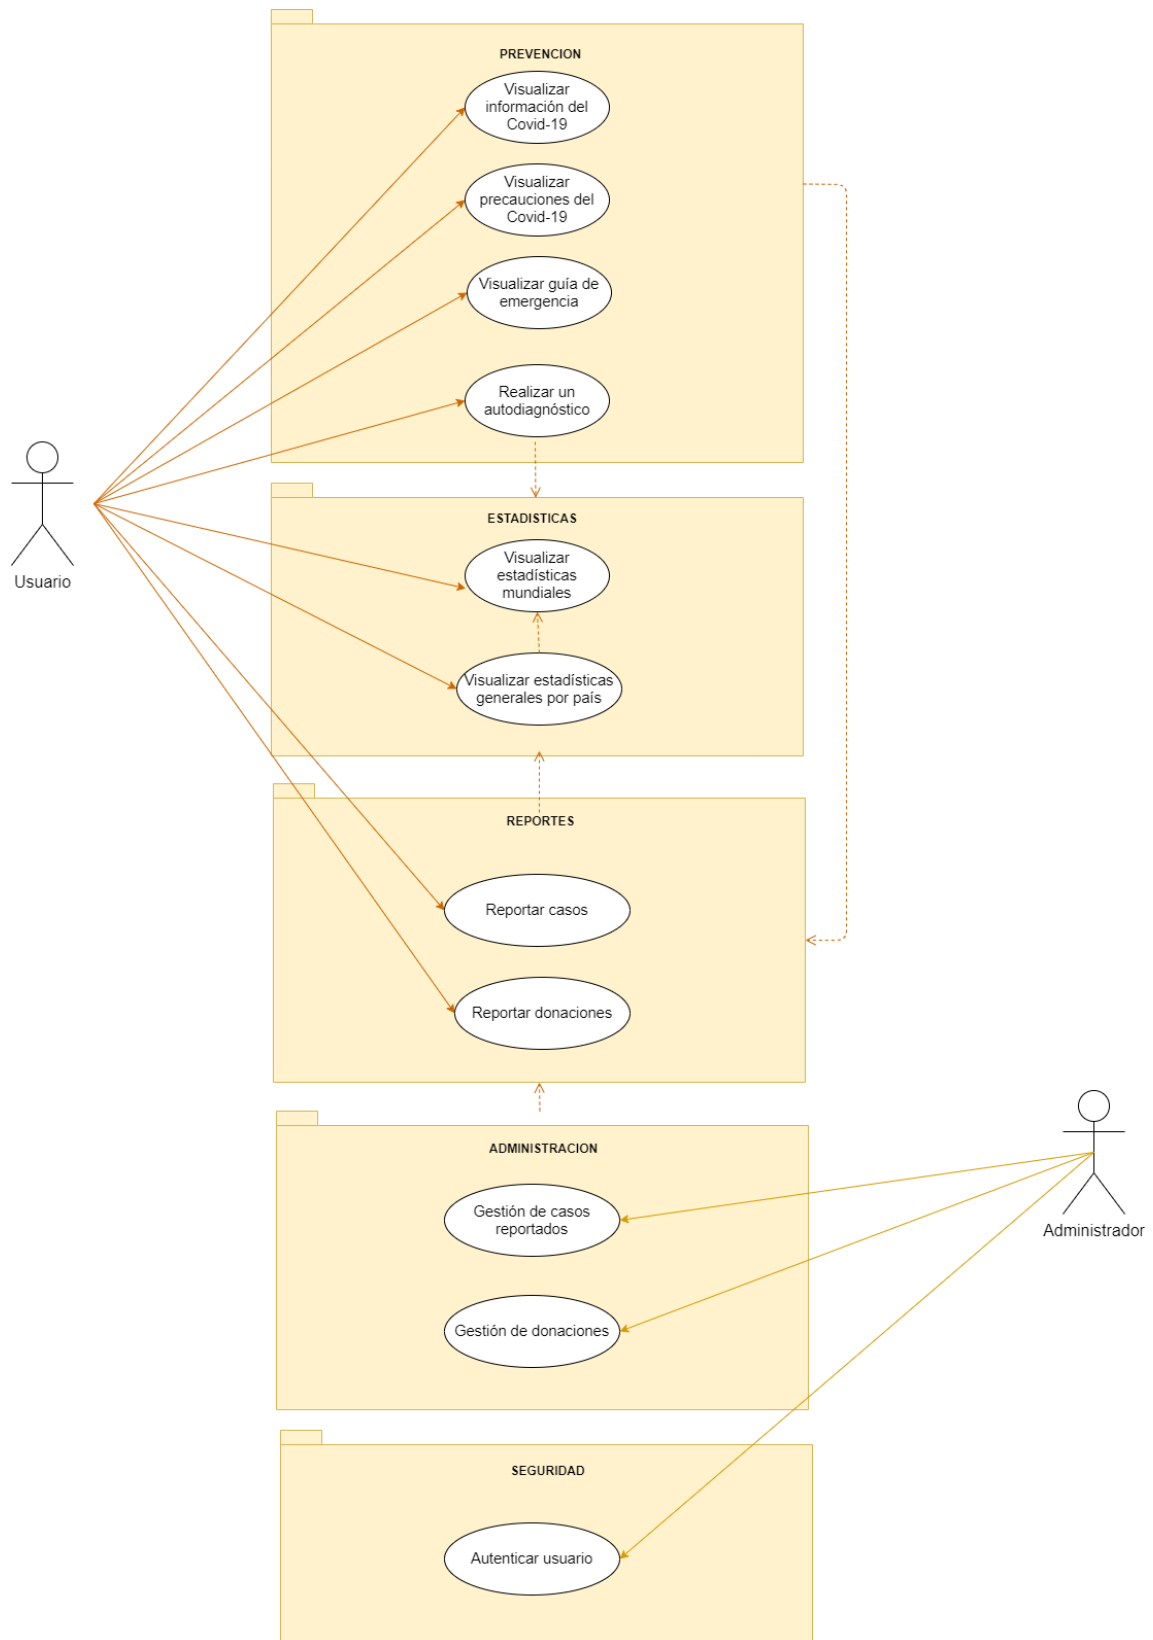 PREVENCION
Visualizar
información del
Covid-19
Visualizar
precauciones del
Covid-19
Visualizar guía de
emergencia
Realizar un
autodiagnóstico
Usuario
ESTADISTICAS
Visualizar
estadísticas
mundiales
Visualizar estadísticas
generales por país
REPORTES
Reportar casos
Reportar donaciones
ADMINISTRACION
Gestión de casos
reportados
Administrador
Gestión de donaciones
SEGURIDAD
Autenticar usuario